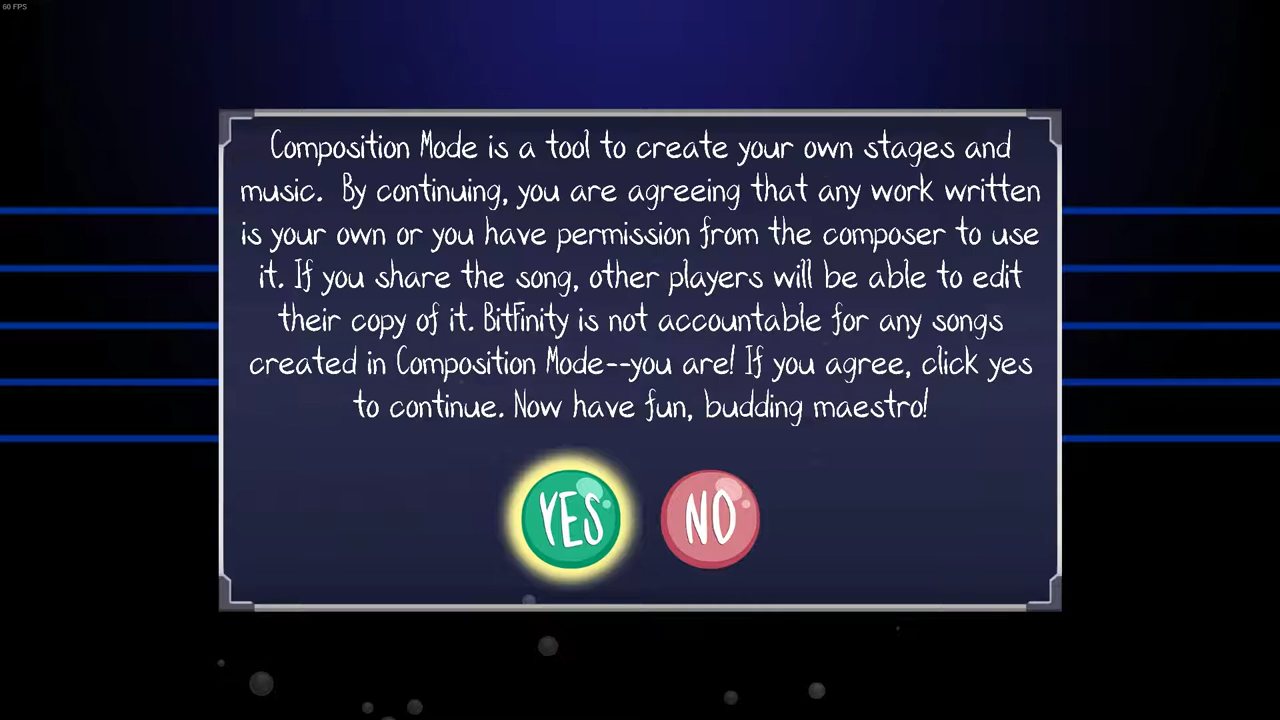 60 FPS
Composition Mode is a tool to create your own stages and
music.  By continuing, you are agreeing that any work written
is your own or you have permission from the composer to use
it. If you share the song, other players will be able to edit
their copy of it. BitFinity is not accountable for any songs
created in Composition Mode--you are! If you agree, click yes
to continue. Now have fun, budding maestro!
YES NO